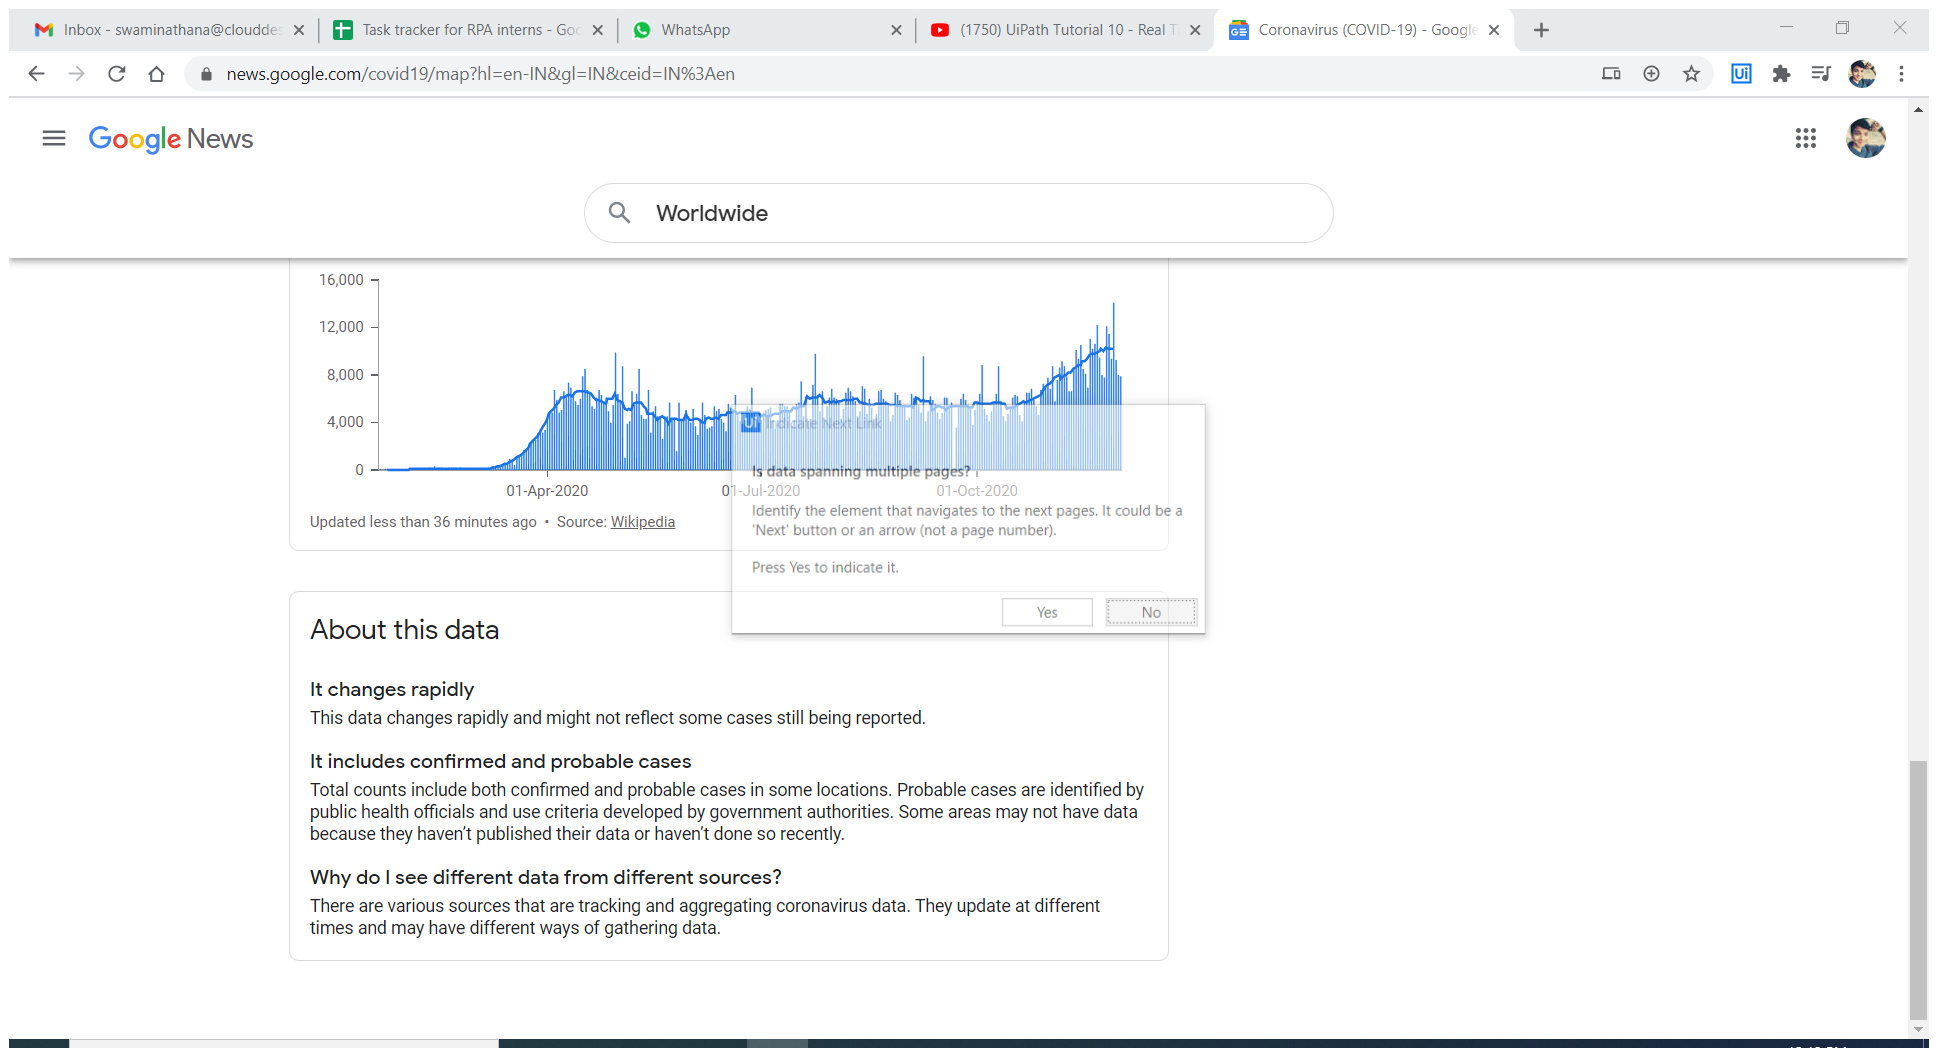 Inbox - swaminathana@clouddes
Task tracker for RPA interns - Goo
WhatsApp
(1750) UiPath Tutorial 10 - Real T
Coronavirus (COVID-19) - Google
news.google.com/covid19/map?hl=en-IN&gl=IN&ceid=IN%3Aen
Ui
Google News
Worldwide
16,000
12,000
8,000
4,000
0
01-Apr-2020
01-Jul-2020
01-Oct-2020
Updated less than 36 minutes ago • Source: Wikipedia
Ui Indicate Next Link
Is data spanning multiple pages?
Identify the element that navigates to the next pages. It could be a
'Next' button or an arrow (not a page number).
Press Yes to indicate it.
Yes
No
About this data
It changes rapidly
This data changes rapidly and might not reflect some cases still being reported.
It includes confirmed and probable cases
Total counts include both confirmed and probable cases in some locations. Probable cases are identified by
public health officials and use criteria developed by government authorities. Some areas may not have data
because they haven’t published their data or haven’t done so recently.
Why do I see different data from different sources?
There are various sources that are tracking and aggregating coronavirus data. They update at different
times and may have different ways of gathering data.